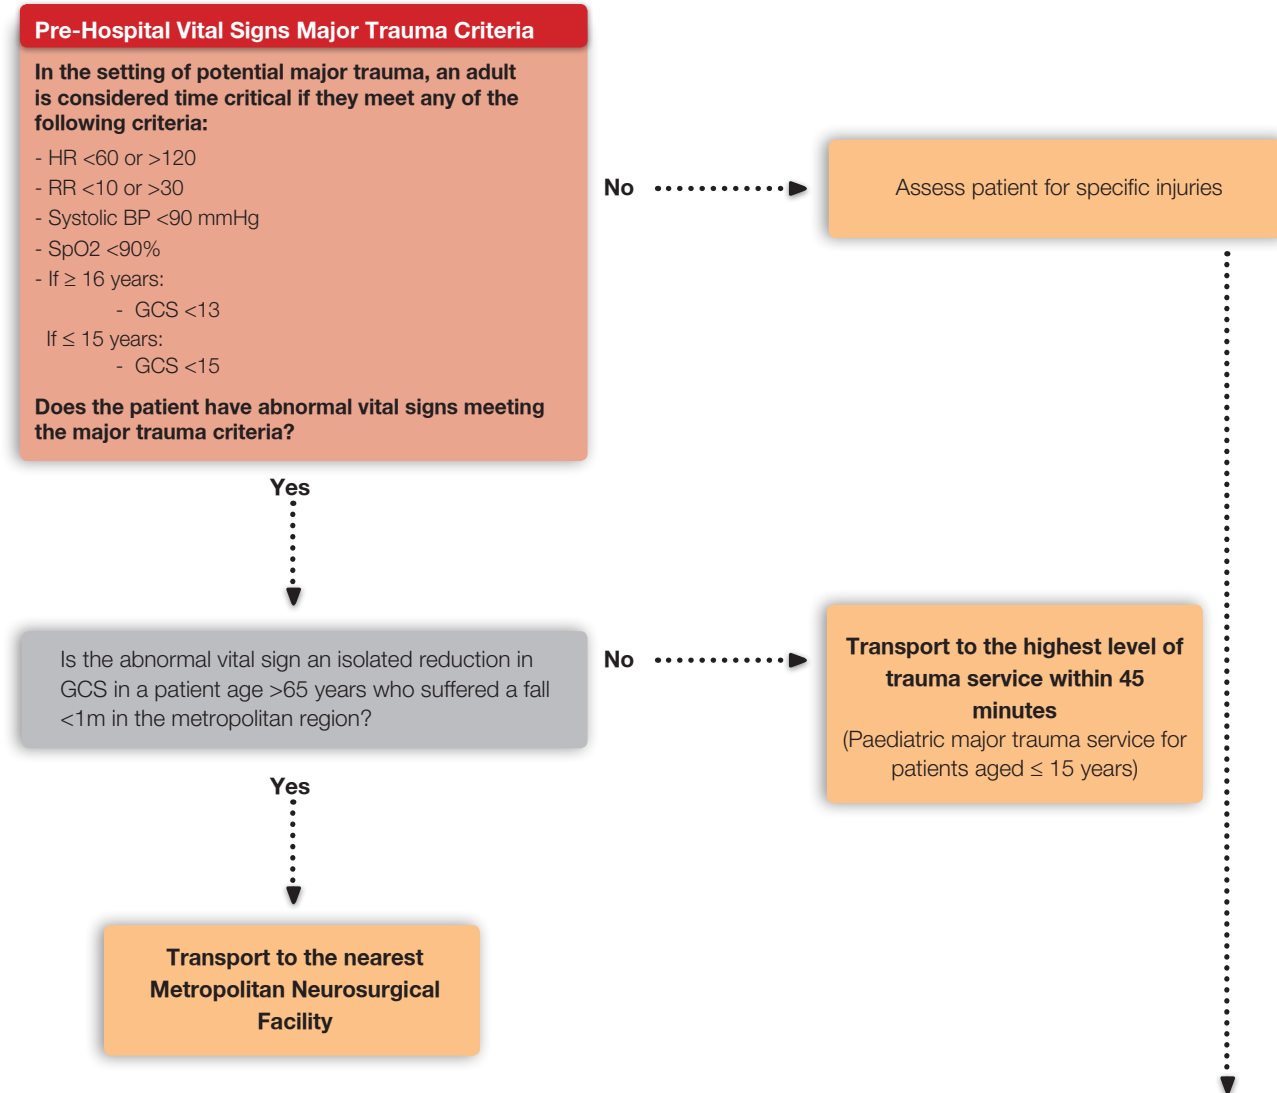 Pre-Hospital Vital Signs Major Trauma Criteria
In the setting of potential major trauma, an adult
is considered time critical if they meet any of the
following criteria:
- HR <60 or >120
- RR <10 or >30
- Systolic BP <90 mmHg
- SpO2 <90%
- If ≥ 16 years:
- GCS <13
If ≤ 15 years:
- GCS <15
Does the patient have abnormal vital signs meeting
the major trauma criteria?
No
Assess patient for specific injuries
Yes
Is the abnormal vital sign an isolated reduction in
GCS in a patient age >65 years who suffered a fall
<1m in the metropolitan region?
No
Transport to the highest level of
trauma service within 45
minutes
(Paediatric major trauma service for
patients aged ≤ 15 years)
Yes
Transport to the nearest
Metropolitan Neurosurgical
Facility